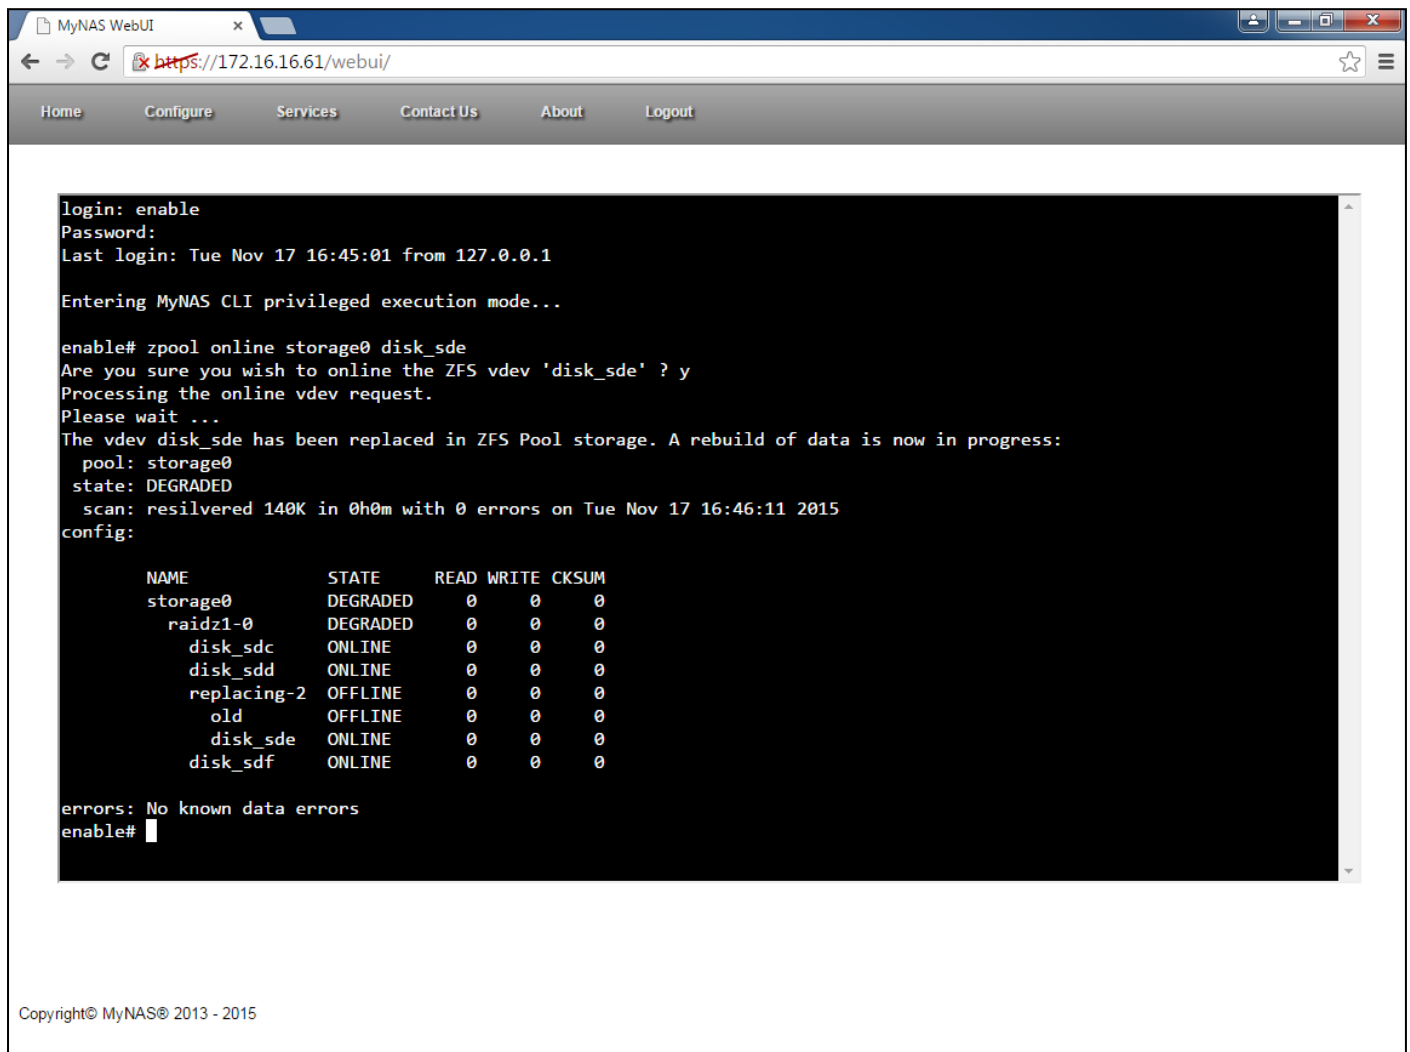 MyNAS WebUI
https://172.16.16.61/webui/
Home Configure Services Contact Us About Logout
login: enable
Password:
Last login: Tue Nov 17 16:45:01 from 127.0.0.1
Entering MyNAS CLI privileged execution mode...
enable# zpool online storage0 disk_sde
Are you sure you wish to online the ZFS vdev 'disk_sde' ? y
Processing the online vdev request.
Please wait ...
The vdev disk_sde has been replaced in ZFS Pool storage. A rebuild of data is now in progress:
pool: storage0
state: DEGRADED
scan: resilvered 140K in 0h0m with 0 errors on Tue Nov 17 16:46:11 2015
config:
NAME STATE READ WRITE CKSUM
storage0 DEGRADED 0 0 0
raidz1-0 DEGRADED 0 0 0
disk_sdc ONLINE 0 0 0
disk_sdd ONLINE 0 0 0
replacing-2 OFFLINE 0 0 0
old OFFLINE 0 0 0
disk_sde ONLINE 0 0 0
disk_sdf ONLINE 0 0 0
errors: No known data errors
enable#
Copyright© MyNAS® 2013 - 2015